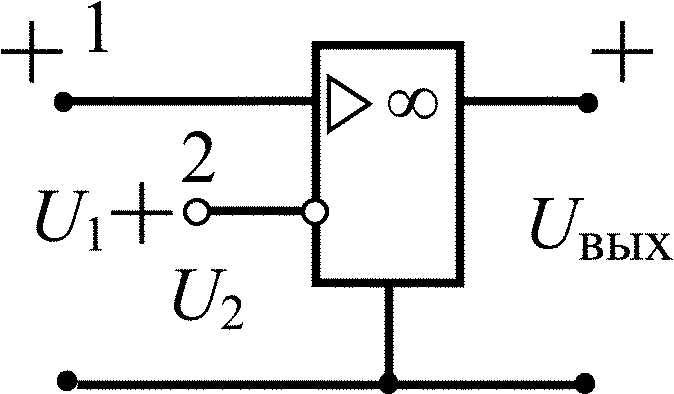 + 1 +
▷ ∞
2
U₁ + Uвых
U₂